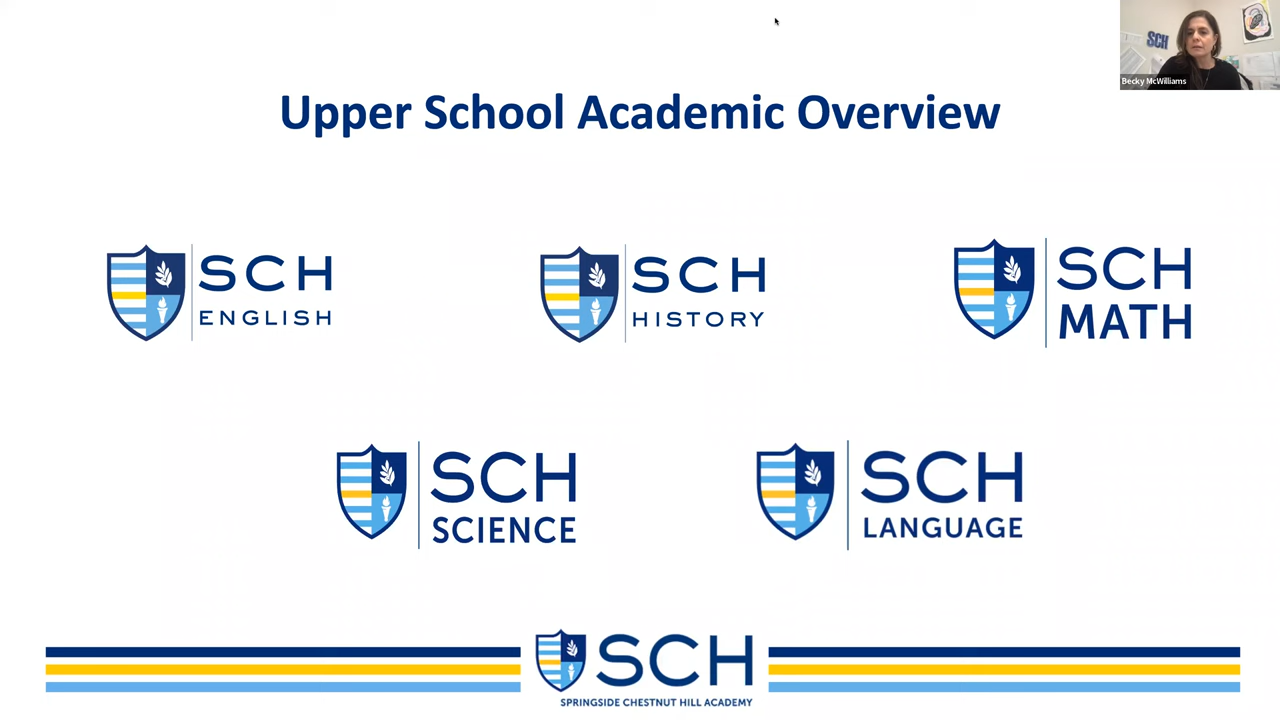 SCH
Becky McWilliams
Upper School Academic Overview
SCH
ENGLISH
SCH
HISTORY
SCH
MATH
SCH
SCIENCE
SCH
LANGUAGE
SCH
SPRINGSIDE CHESTNUT HILL ACADEMY